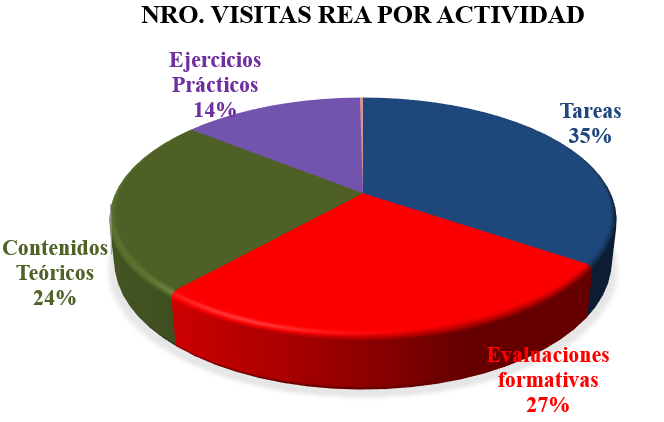 NRO. VISITAS REA POR ACTIVIDAD
Ejercicios
Prácticos
14%
Tareas
35%
Contenidos
Teóricos
24%
Evaluaciones
formativas
27%